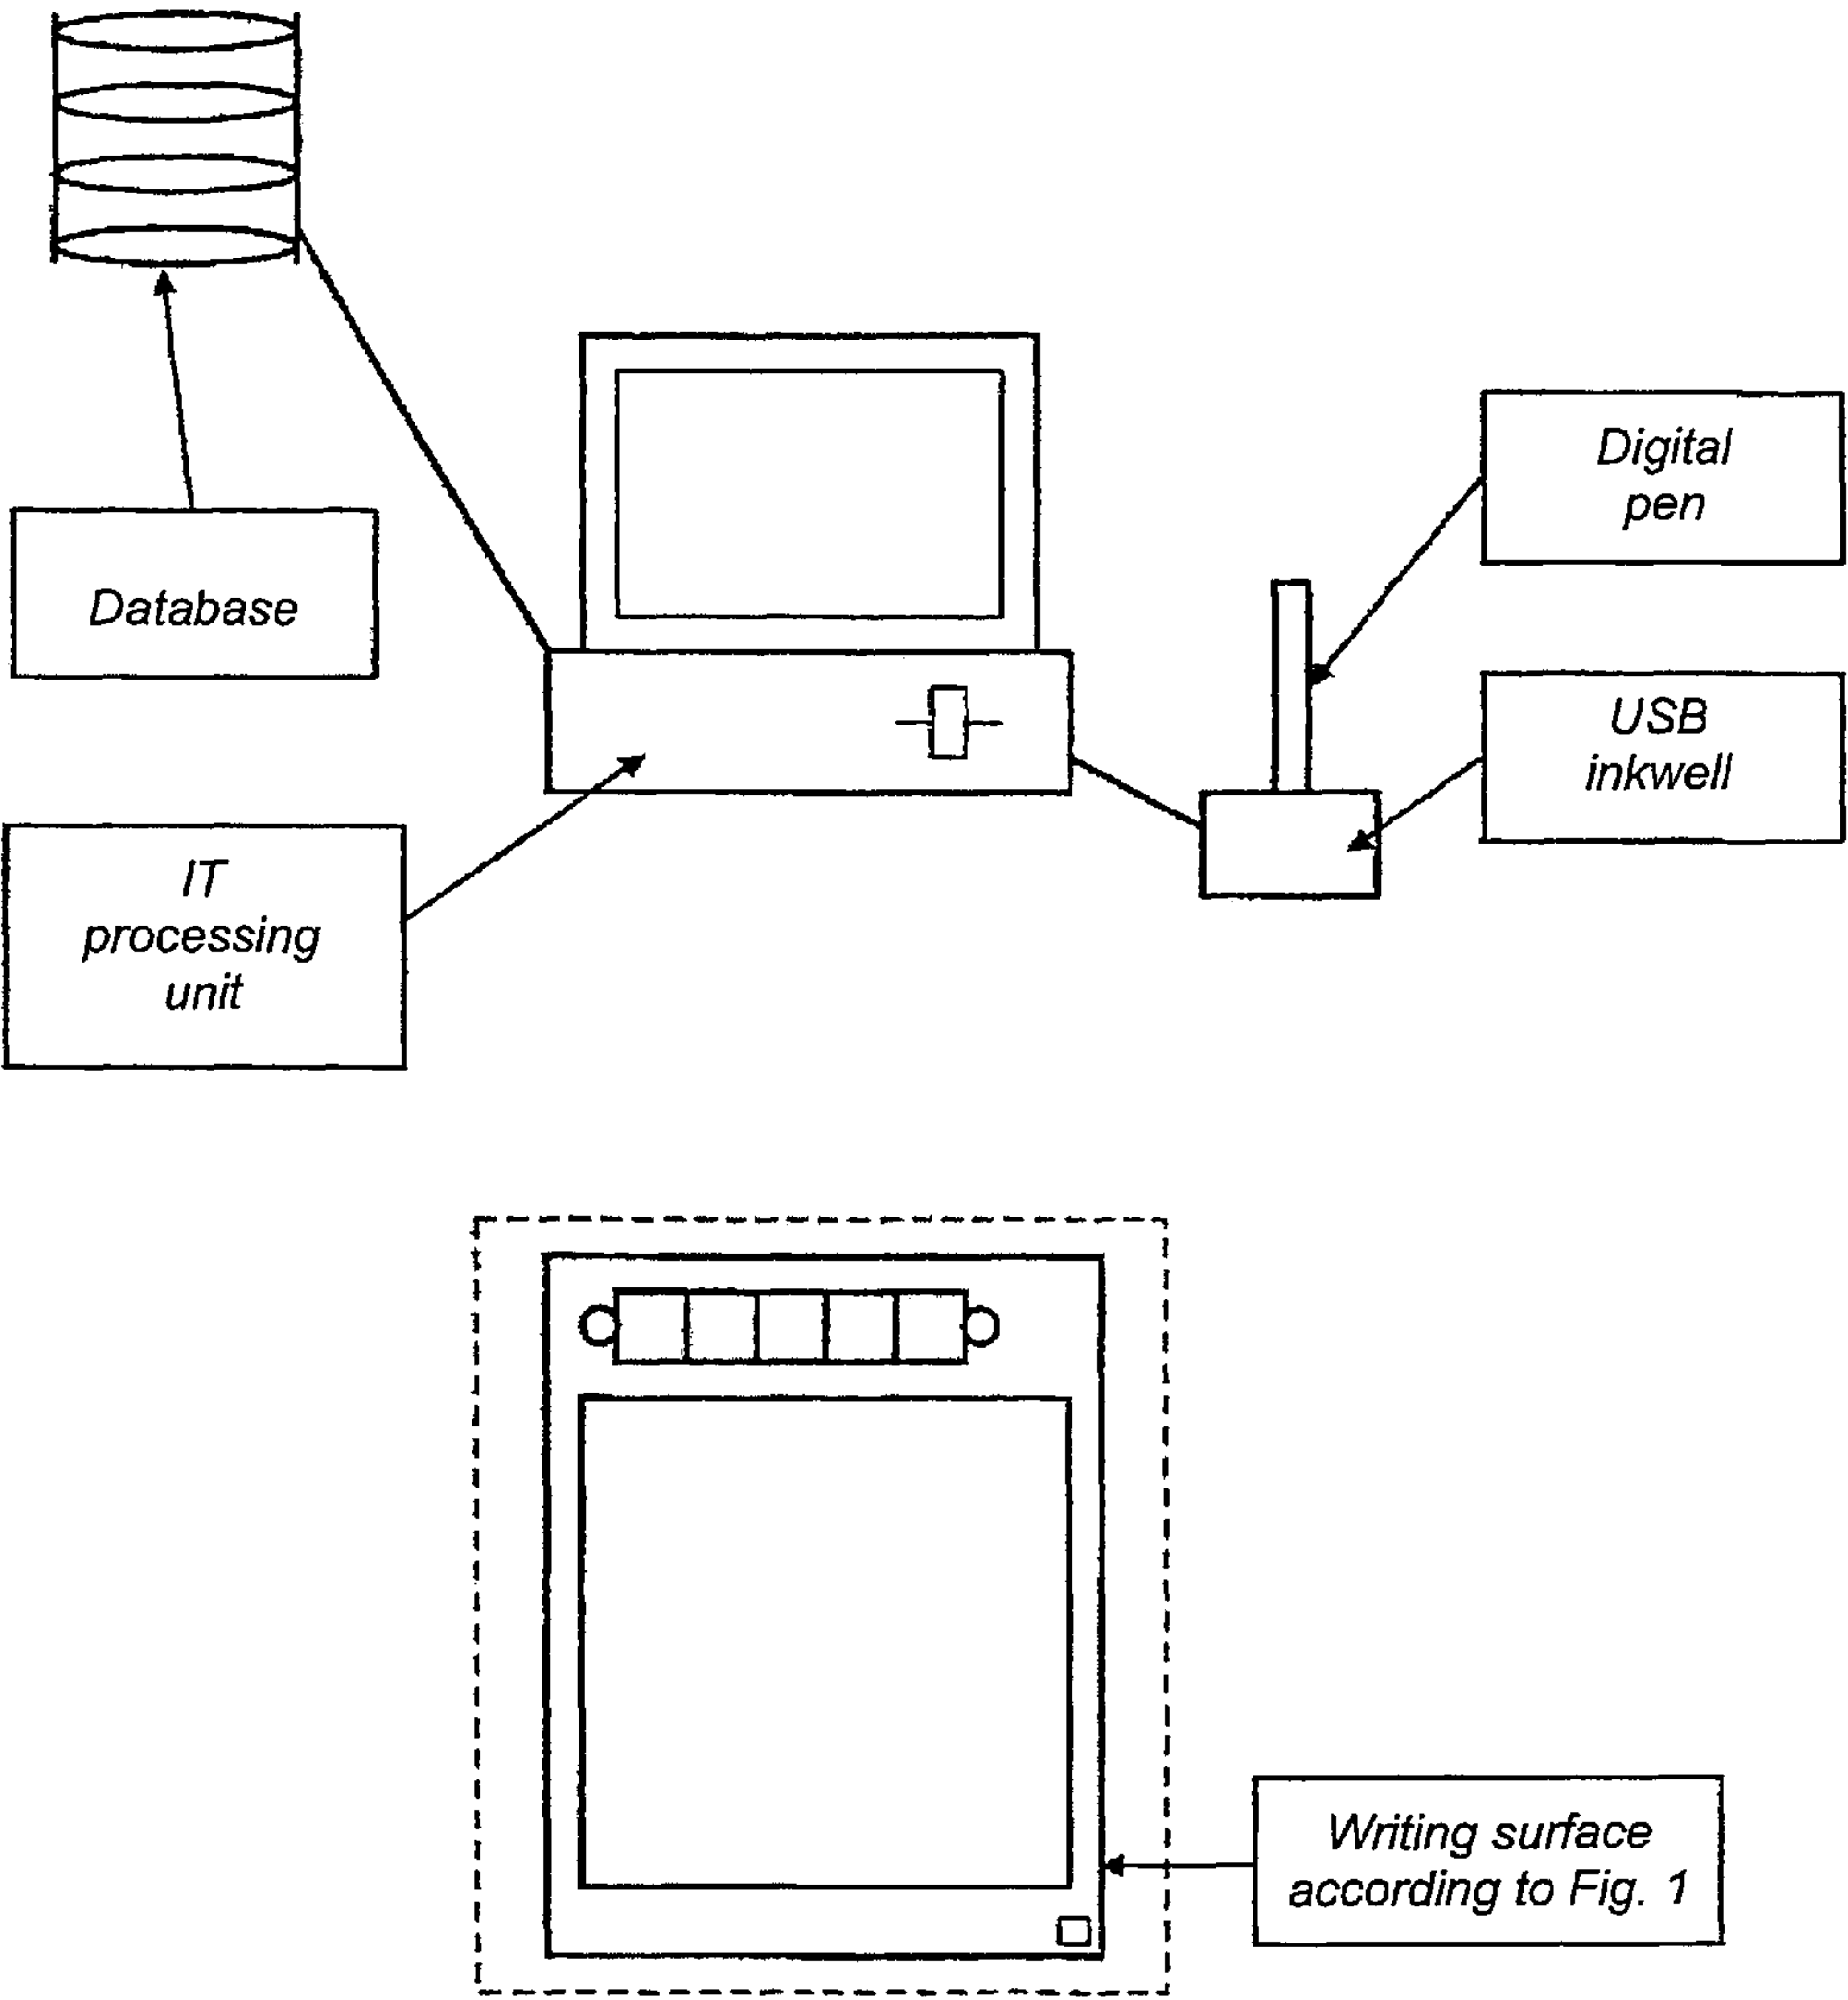 Digital
pen
Database
USB
inkwell
IT
processing
unit
Writing surface
according to Fig. 1